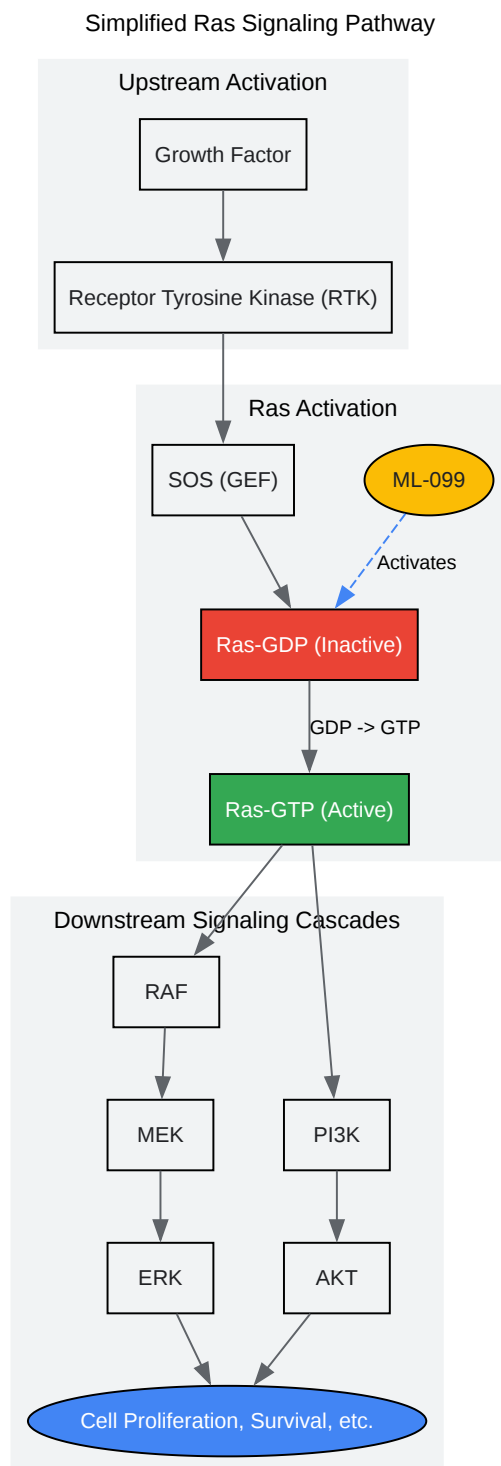 Simplified Ras Signaling Pathway
Upstream Activation
Growth Factor
Receptor Tyrosine Kinase (RTK)
Ras Activation
SOS (GEF)
ML-099
Activates
Ras-GDP (Inactive)
GDP -> GTP
Ras-GTP (Active)
Downstream Signaling Cascades
RAF
MEK
PI3K
ERK
AKT
Cell Proliferation, Survival, etc.